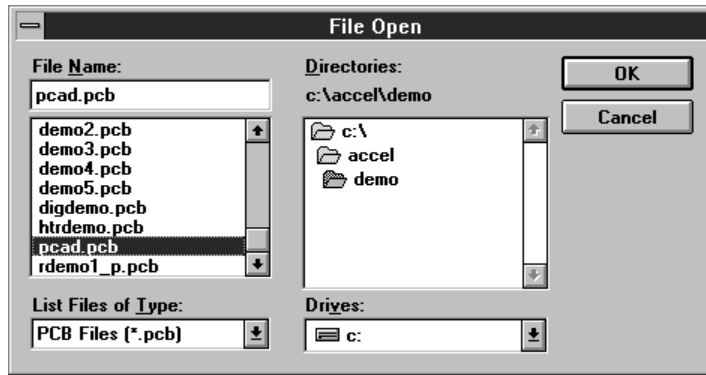 File Open
File Name:
pcad.pcb
demo2.pcb
demo3.pcb
demo4.pcb
demo5.pcb
digdemo.pcb
htrdemo.pcb
pcad.pcb
rdemo1_p.pcb
List Files of Type:
PCB Files (*.pcb)
Directories:
c:\accel\demo
c:\
accel
demo
Drives:
c:
OK
Cancel